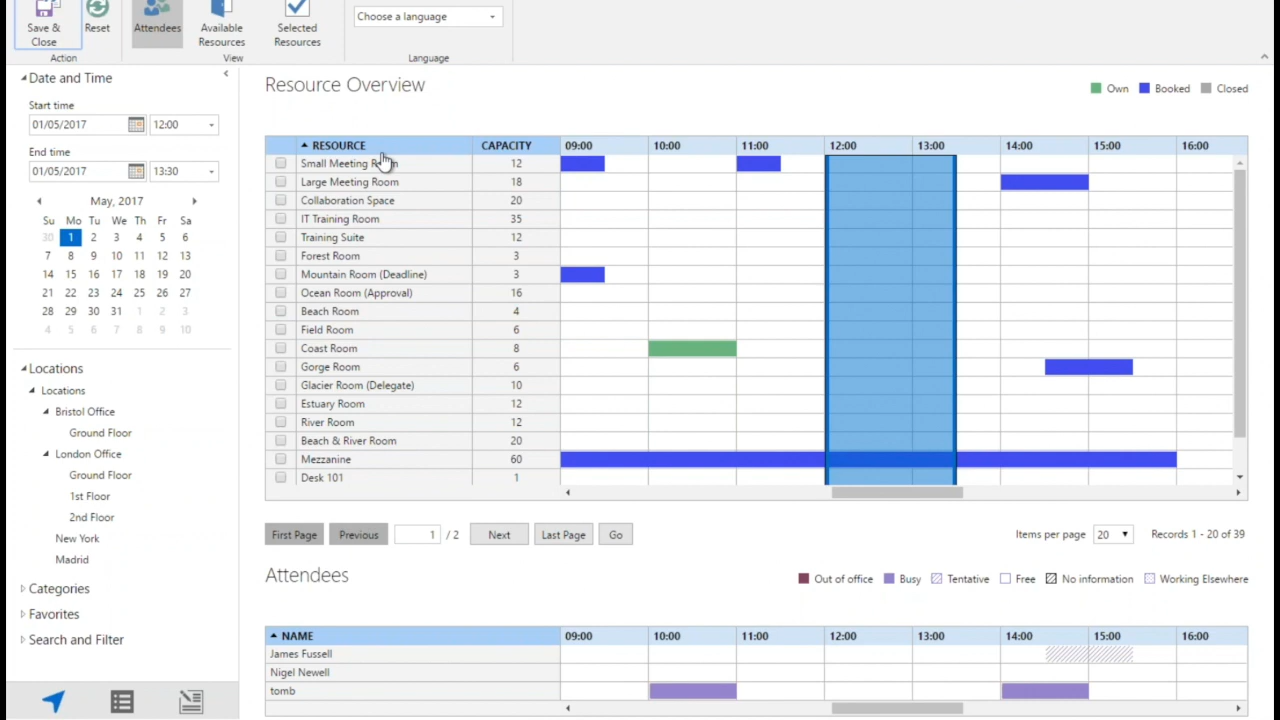 Save & Close
Reset
Attendees
Available Resources
Selected Resources
Choose a language
Action
View
Language
Date and Time
Start time
01/05/2017 12:00
End time
01/05/2017 13:30
May, 2017
Su Mo Tu We Th Fr Sa
30 1 2 3 4 5 6
7 8 9 10 11 12 13
14 15 16 17 18 19 20
21 22 23 24 25 26 27
28 29 30 31 1 2 3
4 5 6 7 8 9 10
Locations
Locations
Bristol Office
Ground Floor
London Office
Ground Floor
1st Floor
2nd Floor
New York
Madrid
Categories
Favorites
Search and Filter
Resource Overview
Own Booked Closed
RESOURCE CAPACITY 09:00 10:00 11:00 12:00 13:00 14:00 15:00 16:00
Small Meeting Room 12
Large Meeting Room 18
Collaboration Space 20
IT Training Room 35
Training Suite 12
Forest Room 3
Mountain Room (Deadline) 3
Ocean Room (Approval) 16
Beach Room 4
Field Room 6
Coast Room 8
Gorge Room 6
Glacier Room (Delegate) 10
Estuary Room 12
River Room 12
Beach & River Room 20
Mezzanine 60
Desk 101 1
First Page Previous 1 / 2 Next Last Page Go Items per page 20 Records 1 - 20 of 39
Attendees
Out of office Busy Tentative Free No information Working Elsewhere
NAME 09:00 10:00 11:00 12:00 13:00 14:00 15:00 16:00
James Fussell
Nigel Newell
tomb